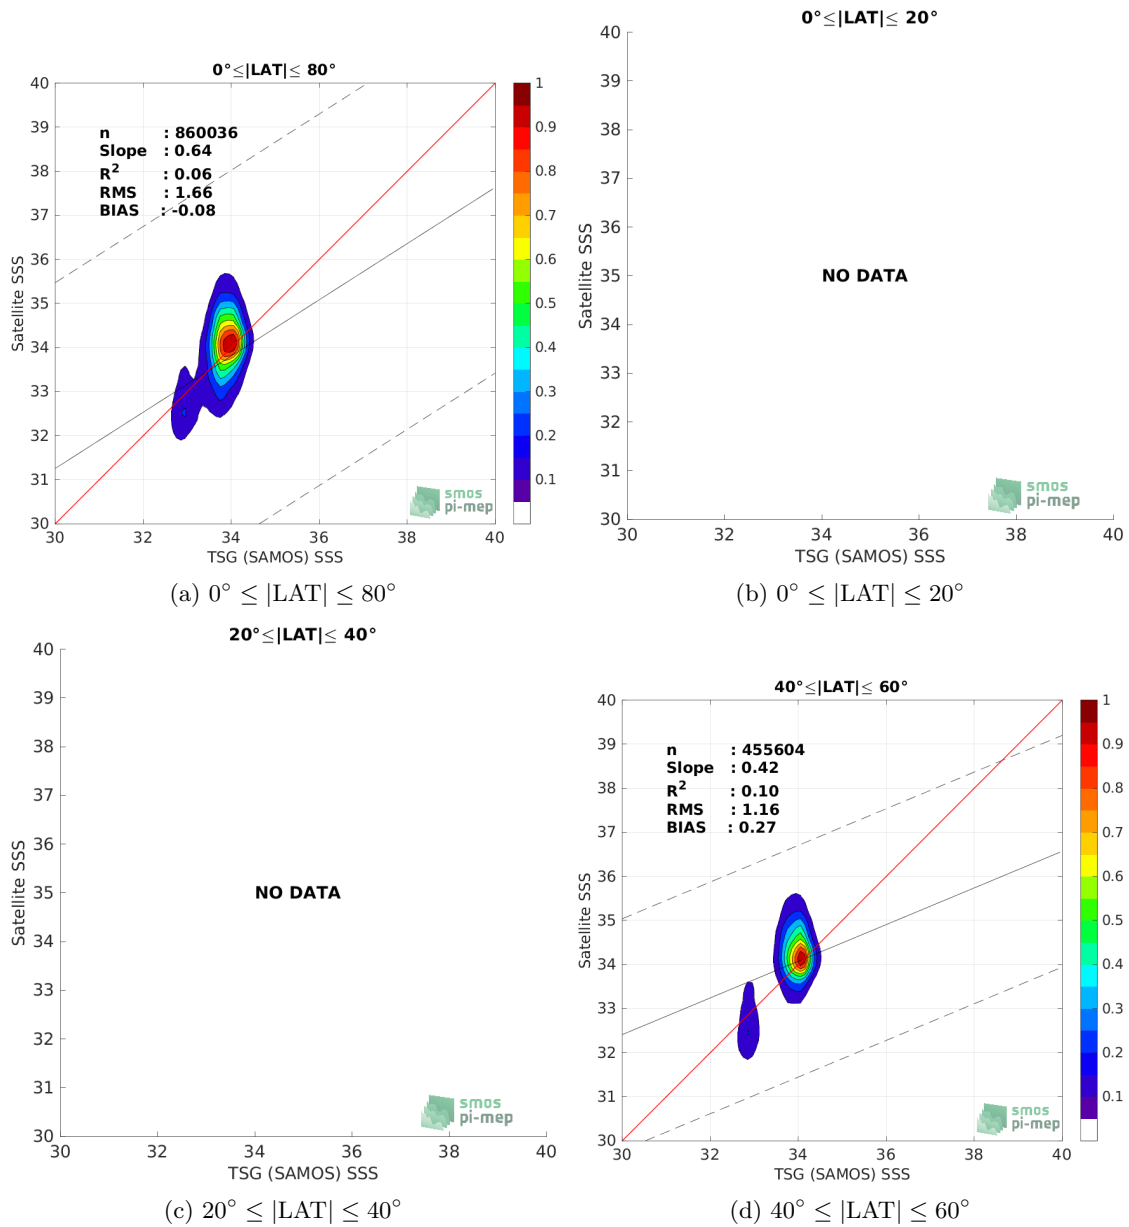 0°≤|LAT|≤ 80°
40
39
38
37
36
35
34
33
32
31
30
Satellite SSS
n : 860036
Slope : 0.64
R² : 0.06
RMS : 1.66
BIAS : -0.08
smos
pi-mep
30 32 34 36 38 40
TSG (SAMOS) SSS
1
0.9
0.8
0.7
0.6
0.5
0.4
0.3
0.2
0.1
(a) 0° ≤ |LAT| ≤ 80°
0°≤|LAT|≤ 20°
40
39
38
37
36
35
34
33
32
31
30
Satellite SSS
NO DATA
smos
pi-mep
30 32 34 36 38 40
TSG (SAMOS) SSS
(b) 0° ≤ |LAT| ≤ 20°
20°≤|LAT|≤ 40°
40
39
38
37
36
35
34
33
32
31
30
Satellite SSS
NO DATA
smos
pi-mep
30 32 34 36 38 40
TSG (SAMOS) SSS
(c) 20° ≤ |LAT| ≤ 40°
40°≤|LAT|≤ 60°
40
39
38
37
36
35
34
33
32
31
30
Satellite SSS
n : 455604
Slope : 0.42
R² : 0.10
RMS : 1.16
BIAS : 0.27
smos
pi-mep
30 32 34 36 38 40
TSG (SAMOS) SSS
1
0.9
0.8
0.7
0.6
0.5
0.4
0.3
0.2
0.1
(d) 40° ≤ |LAT| ≤ 60°